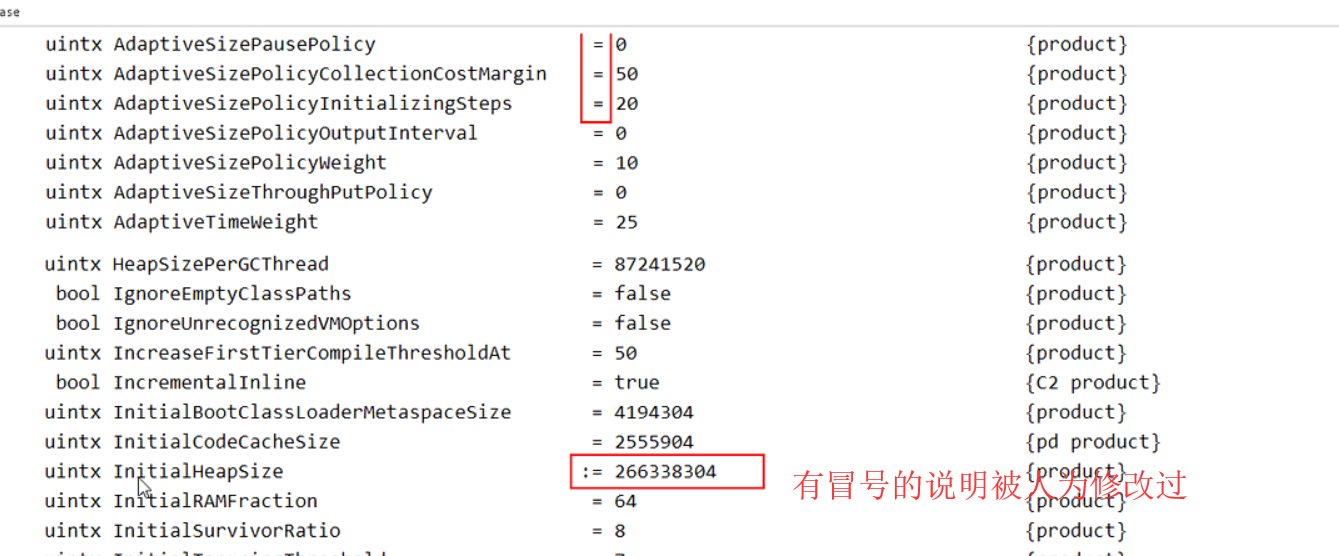 ase
uintx AdaptiveSizePausePolicy = 0 {product}
uintx AdaptiveSizePolicyCollectionCostMargin = 50 {product}
uintx AdaptiveSizePolicyInitializingSteps = 20 {product}
uintx AdaptiveSizePolicyOutputInterval = 0 {product}
uintx AdaptiveSizePolicyWeight = 10 {product}
uintx AdaptiveSizeThroughPutPolicy = 0 {product}
uintx AdaptiveTimeWeight = 25 {product}
uintx HeapSizePerGCThread = 87241520 {product}
bool IgnoreEmptyClassPaths = false {product}
bool IgnoreUnrecognizedVMOptions = false {product}
uintx IncreaseFirstTierCompileThresholdAt = 50 {product}
bool IncrementalInline = true {C2 product}
uintx InitialBootClassLoaderMetaspaceSize = 4194304 {product}
uintx InitialCodeCacheSize = 2555904 {pd product}
uintx InitialHeapSize := 266338304 {product}
有冒号的说明被人为修改过
uintx InitialRAMFraction = 64 {product}
uintx InitialSurvivorRatio = 8 {product}